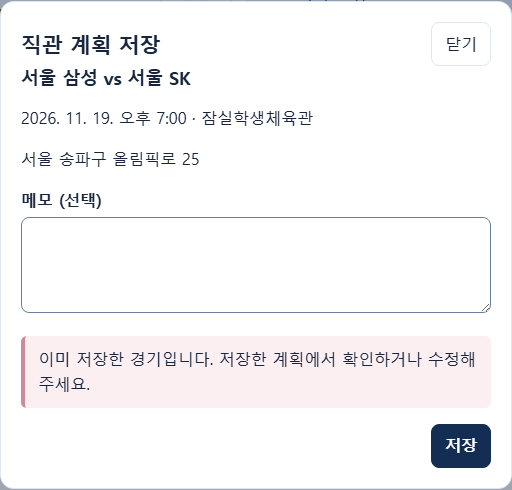 직관 계획 저장
닫기
서울 삼성 vs 서울 SK
2026. 11. 19. 오후 7:00 · 잠실학생체육관
서울 송파구 올림픽로 25
메모 (선택)
이미 저장한 경기입니다. 저장한 계획에서 확인하거나 수정해
주세요.
저장